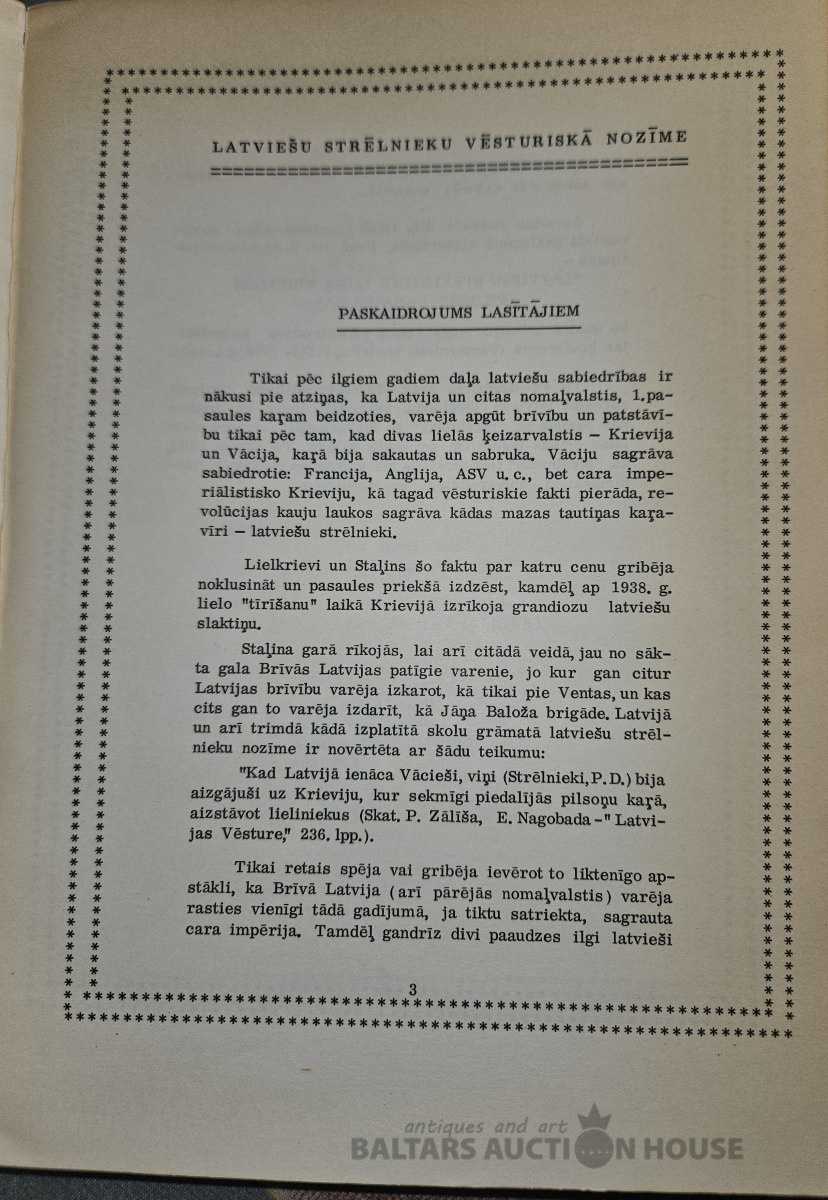 LATVIEŠU STRĒLNIEKU VĒSTURISKĀ NOZĪME
PASKAIDROJUMS LASĪTĀJIEM
Tikai pēc ilgiem gadiem daļa latviešu sabiedrības ir
nākusi pie atziņas, ka Latvija un citas nomaļvalstis, 1.pa-
saules kaŗam beidzoties, varēja apgūt brīvību un patstāvī-
bu tikai pēc tam, kad divas lielās ķeizarvalstis – Krievija
un Vācija, kaŗā bija sakautas un sabruka. Vāciju sagrāva
sabiedrotie: Francija, Anglija, ASV u.c., bet cara impe-
riālistisko Krieviju, kā tagad vēsturiskie fakti pierāda, re-
volūcijas kauju laukos sagrāva kādas mazas tautiņas kaŗa-
vīri – latviešu strēlnieki.
Lielkrievi un Staļins šo faktu par katru cenu gribēja
noklusināt un pasaules priekšā izdzēst, kamdēļ ap 1938. g.
lielo "tīrīšanu" laikā Krievijā izrīkoja grandiozu latviešu
slaktiņu.
Staļina garā rīkojās, lai arī citādā veidā, jau no sāk-
ta gala Brīvās Latvijas patīgie varenie, jo kur gan citur
Latvijas brīvību varēja izkarot, kā tikai pie Ventas, un kas
cits gan to varēja izdarīt, kā Jāņa Baloža brigāde. Latvijā
un arī trimdā kādā izplatītā skolu grāmatā latviešu strēl-
nieku nozīme ir novērtēta ar šādu teikumu:
"Kad Latvijā ienāca Vācieši, viņi (Strēlnieki, P.D.) bija
aizgājuši uz Krieviju, kur sekmīgi piedalījās pilsoņu kaŗā,
aizstāvot lieliniekus (Skat. P. Zālīša, E. Nagobada -" Latvi-
jas Vēsture," 236. lpp.).
Tikai retais spēja vai gribēja ievērot to liktenīgo ap-
stākli, ka Brīvā Latvija (arī pārējās nomaļvalstis) varēja
rasties vienīgi tādā gadījumā, ja tiktu satriekta, sagrauta
cara impērija. Tamdēļ gandrīz divi paaudzes ilgi latvieši
3
antiques and art
BALTARS AUCTION HOUSE